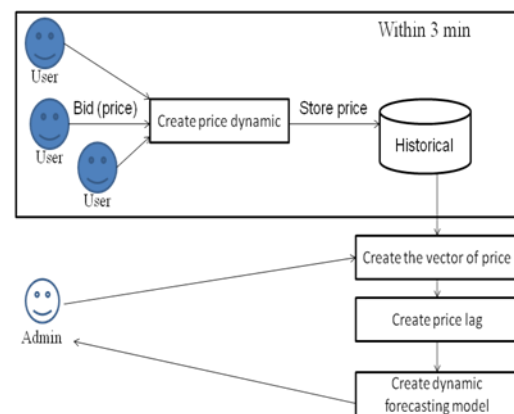 Within 3 min
User
Bid (price)
User
User
Create price dynamic
Store price
Historical
Create the vector of price
Admin
Create price lag
Create dynamic
forecasting model